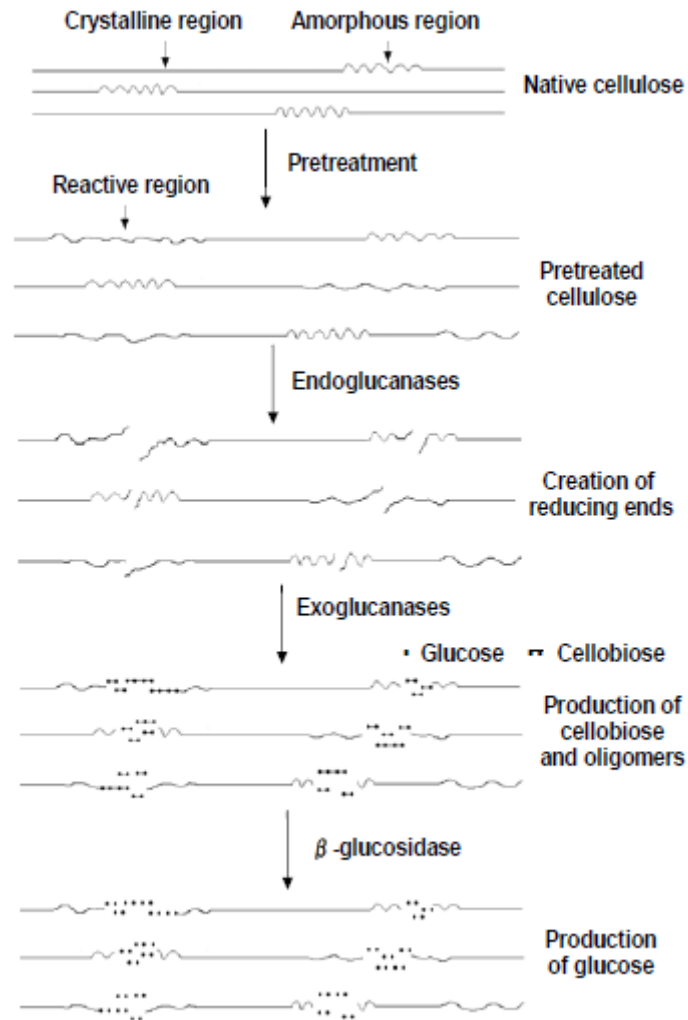 Crystalline region
Amorphous region
Native cellulose
Pretreatment
Reactive region
Pretreated
cellulose
Endoglucanases
Creation of
reducing ends
Exoglucanases
Glucose
Cellobiose
Production of
cellobiose
and oligomers
β-glucosidase
Production
of glucose